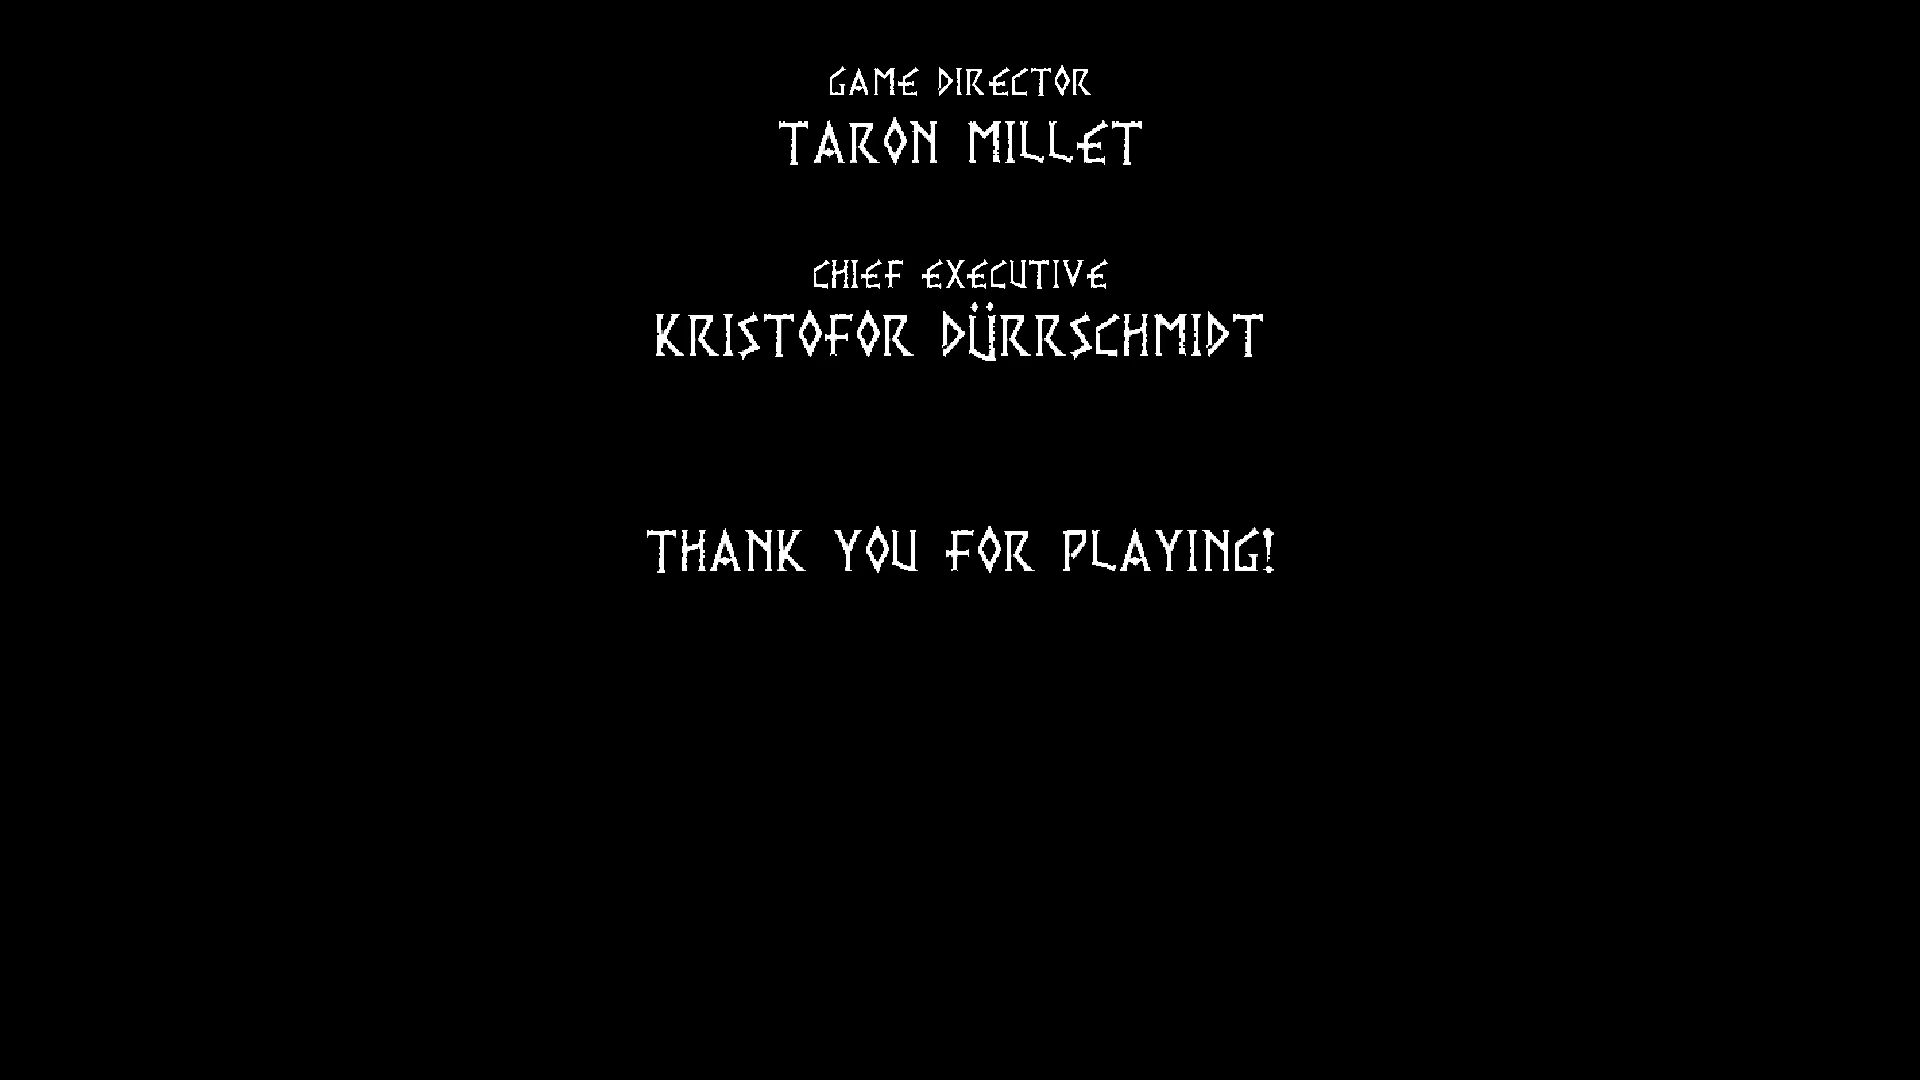 GAME DIRECTOR
TARON MILLET
CHIEF EXECUTIVE
KRISTOFOR DÜRRSCHMIDT
THANK YOU FOR PLAYING!